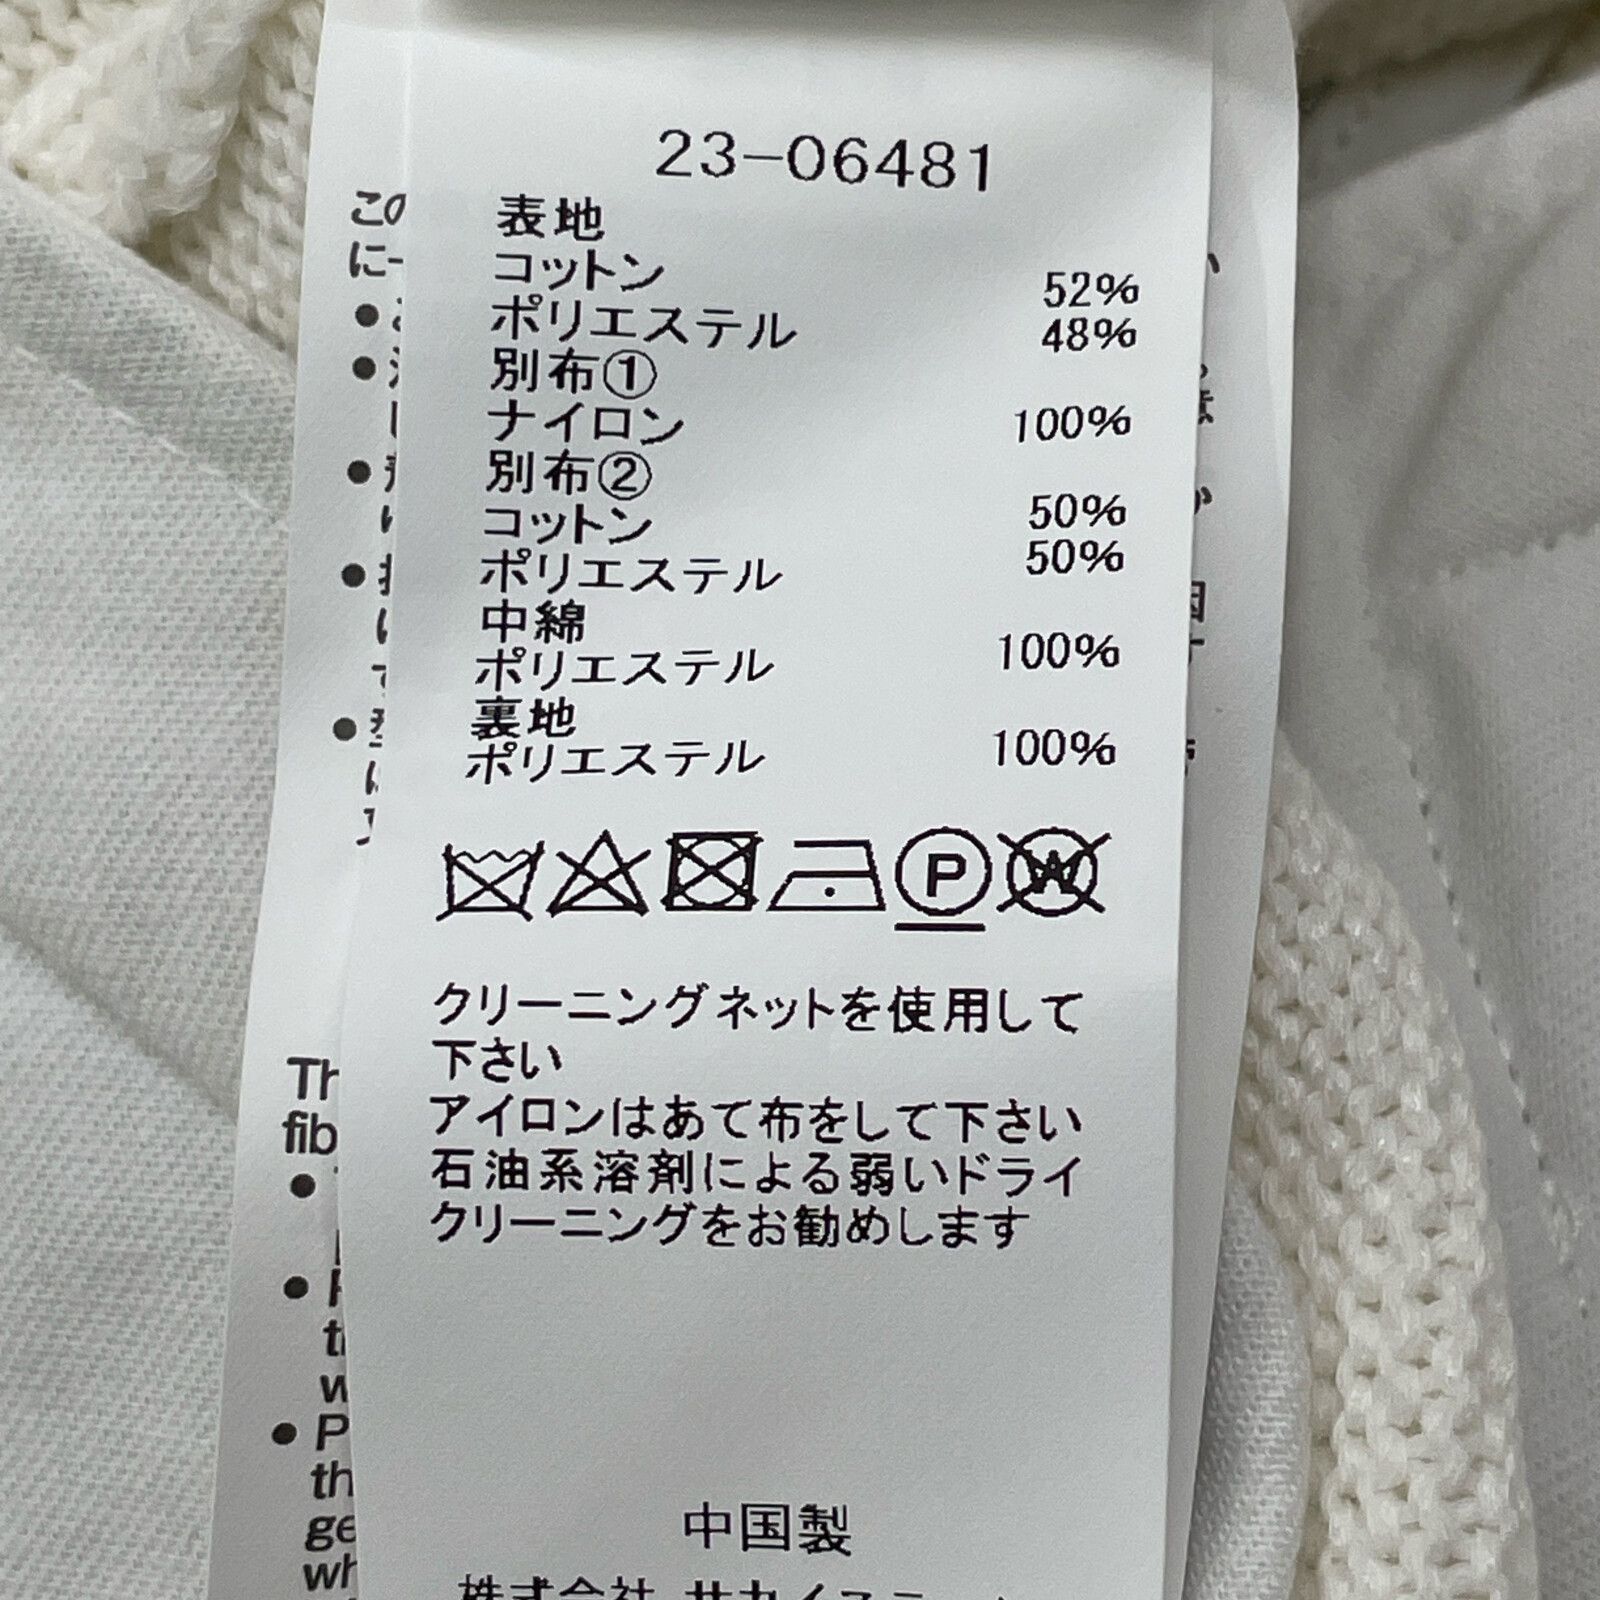 23-06481
表地
コットン 52%
ポリエステル 48%
別布①
ナイロン 100%
別布②
コットン 50%
ポリエステル 50%
中綿
ポリエステル 100%
裏地
ポリエステル 100%
P W
クリーニングネットを使用して
下さい
アイロンはあて布をして下さい
石油系溶剤による弱いドライ
クリーニングをお勧めします
中国製
株式会社
この